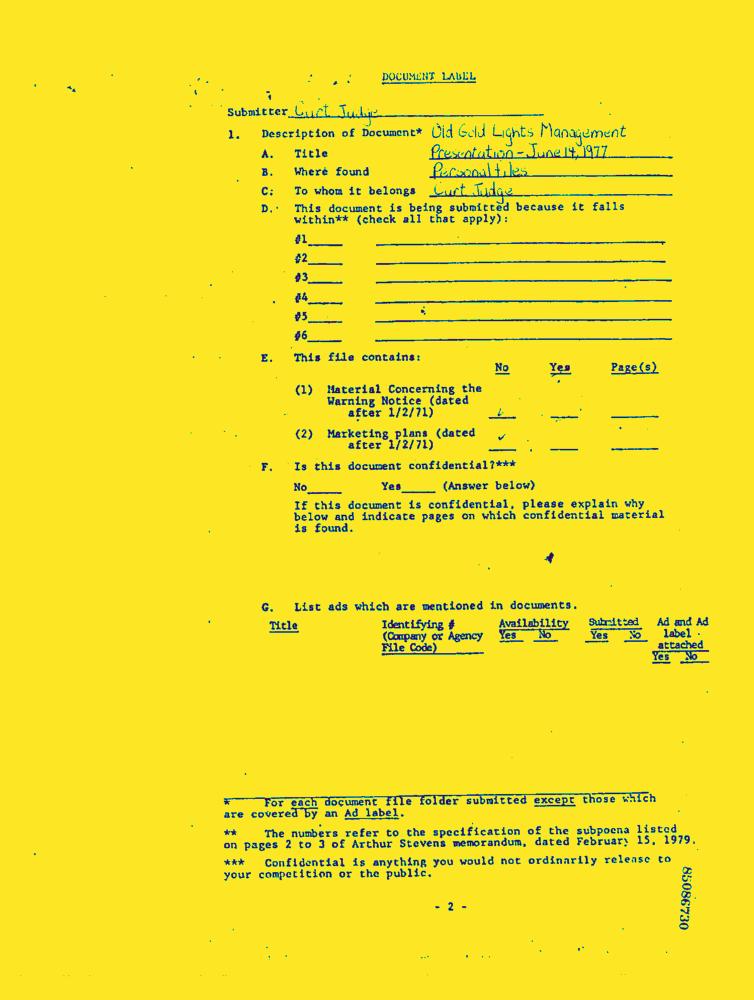 DOCUMENT LABEL
Submitter Curt Judge
1. Description of Document* Old Gold Lights Management
A. Title Presentation - June 14, 1977
B. Where found Personal files
C: To whom it belongs Curt Judge
D. This document is being submitted because it falls
within** (check all that apply):
#1
#2
#3
#4
#5
#6
E. This file contains:
No Yes Page(s)
(1) Material Concerning the
Warning Notice (dated
after 1/2/71) ✓
(2) Marketing plans (dated ✓
after 1/2/71)
F. Is this document confidential?***
No Yes (Answer below)
If this document is confidential, please explain why
below and indicate pages on which confidential material
is found.
G. List ads which are mentioned in documents.
Title Identifying # Availability Submitted Ad and Ad
(Company or Agency Yes No Yes No label
File Code) attached
Yes No
* For each document file folder submitted except those which
are covered by an Ad label.
** The numbers refer to the specification of the subpoena listed
on pages 2 to 3 of Arthur Stevens memorandum, dated February 15, 1979.
*** Confidential is anything you would not ordinarily release to
your competition or the public.
- 2 -
85086730